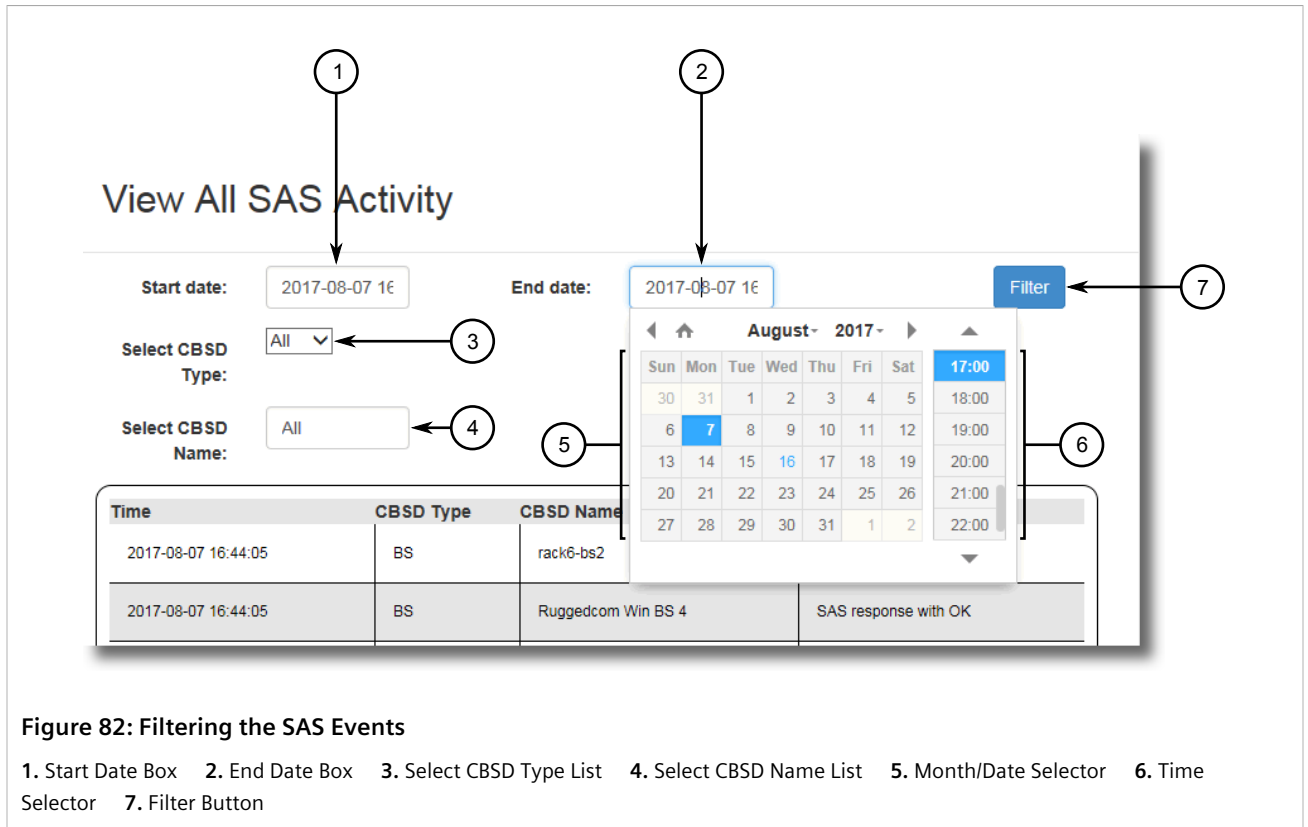 1
2
View All SAS Activity
Start date:
2017-08-07 16
End date:
2017-08-07 16
Filter
7
Select CBSD Type:
All
3
Select CBSD Name:
All
4
August 2017
Sun Mon Tue Wed Thu Fri Sat
30 31 1 2 3 4 5
6 7 8 9 10 11 12
13 14 15 16 17 18 19
20 21 22 23 24 25 26
27 28 29 30 31 1 2
17:00
18:00
19:00
20:00
21:00
22:00
5
6
Time CBSD Type CBSD Name
2017-08-07 16:44:05 BS rack6-bs2
2017-08-07 16:44:05 BS Ruggedcom Win BS 4 SAS response with OK
Figure 82: Filtering the SAS Events
1. Start Date Box 2. End Date Box 3. Select CBSD Type List 4. Select CBSD Name List 5. Month/Date Selector 6. Time
Selector 7. Filter Button